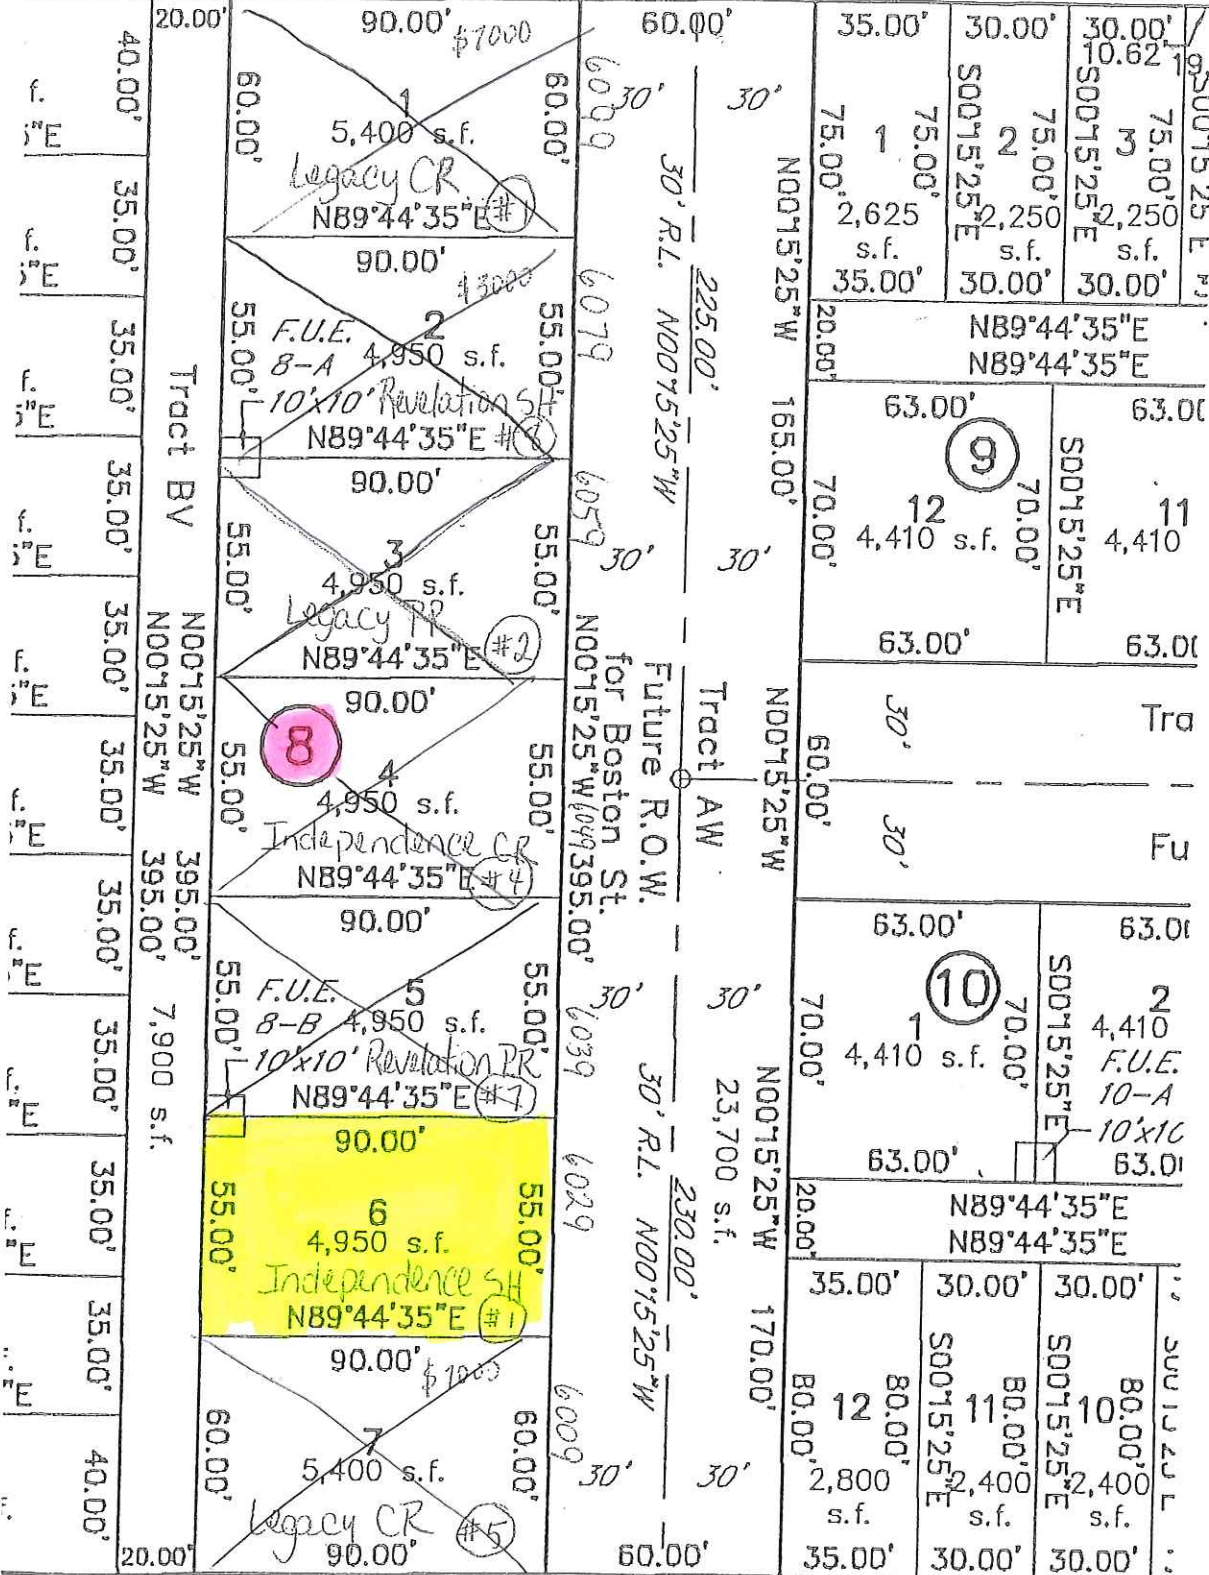 20.00'
90.00'
$7000
60.00'
35.00'
30.00'
30.00'
10.62'
40.00'
60.00'
1
5,400 s.f.
60.00'
Legacy CR
#1
N89°44'35"E
6099
30'
30'
75.00'
1
75.00'
2,625
s.f.
35.00'
S00°15'25"E
2
75.00'
2,250
s.f.
30.00'
S00°15'25"E
3
75.00'
2,250
s.f.
30.00'
f.
35.00'
90.00'
$3000
55.00'
F.U.E.
8-A
10'x10'
2
4,950 s.f.
55.00'
Revelation SH
N89°44'35"E
#8
6079
30' R.L. N00°15'25"W
225.00'
N00°15'25"W 165.00'
20.00'
N89°44'35"E
N89°44'35"E
f.
35.00'
Tract BV
90.00'
55.00'
3
4,950 s.f.
55.00'
Legacy PR
N89°44'35"E
#2
6059
30'
30'
63.00'
9
70.00'
12
4,410 s.f.
70.00'
63.00'
S00°15'25"E
11
4,410
f.
35.00'
f.
35.00'
N00°15'25"W 395.00'
N00°15'25"W 395.00'
7,900 s.f.
90.00'
8
55.00'
4
4,950 s.f.
55.00'
Independence CR
N89°44'35"E
#4
6049
N00°15'25"W
395.00'
for Boston St.
Future R.O.W.
Tract AW
N00°15'25"W
60.00'
30'
30'
Tra
Fu
f.
35.00'
f.
35.00'
90.00'
55.00'
F.U.E.
8-B
10'x10'
5
4,950 s.f.
55.00'
Revelation PR
N89°44'35"E
#7
6039
30'
30'
63.00'
10
70.00'
1
4,410 s.f.
70.00'
63.00'
S00°15'25"E
2
4,410
F.U.E.
10-A
f.
35.00'
90.00'
55.00'
6
4,950 s.f.
55.00'
Independence SH
N89°44'35"E
#1
6029
30' R.L. N00°15'25"W
230.00'
23,700 s.f.
N00°15'25"W 170.00'
20.00'
N89°44'35"E
N89°44'35"E
35.00'
35.00'
40.00'
20.00'
90.00'
60.00'
7
5,400 s.f.
60.00'
Legacy CR
#5
90.00'
6009
30'
30'
60.00'
35.00'
80.00'
12
80.00'
2,800
s.f.
35.00'
30.00'
S00°15'25"E
11
80.00'
2,400
s.f.
30.00'
30.00'
S00°15'25"E
10
80.00'
2,400
s.f.
30.00'